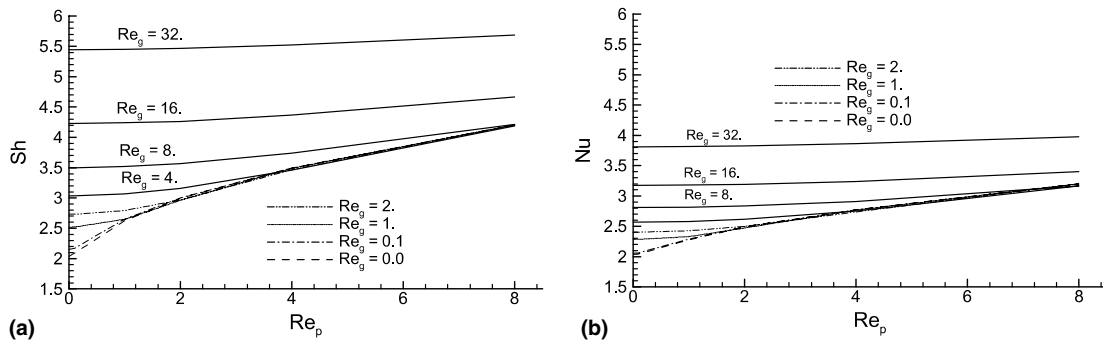 6
5.5
5
4.5
4
3.5
3
2.5
2
1.5
Sh
Re_g = 32.
Re_g = 16.
Re_g = 8.
Re_g = 4.
Re_g = 2.
Re_g = 1.
Re_g = 0.1
Re_g = 0.0
0 2 4 6 8
Re_p
(a)
6
5.5
5
4.5
4
3.5
3
2.5
2
1.5
Nu
Re_g = 2.
Re_g = 1.
Re_g = 0.1
Re_g = 0.0
Re_g = 32.
Re_g = 16.
Re_g = 8.
0 2 4 6 8
Re_p
(b)